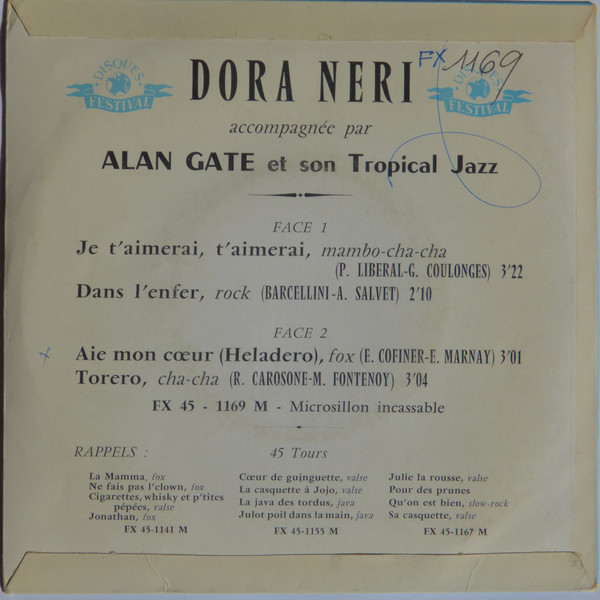 FX 1169
DISQUES FESTIVAL
DORA NERI
DISQUES FESTIVAL
accompagnée par
ALAN GATE et son Tropical Jazz
FACE 1
Je t'aimerai, t'aimerai, mambo-cha-cha
(P. LIBERAL-G. COULONGES) 3'22
Dans l'enfer, rock (BARCELLINI-A. SALVET) 2'10
FACE 2
x Aie mon cœur (Heladero), fox (E. COFINER-E. MARNAY) 3'01
Torero, cha-cha (R. CAROSONE-M. FONTENOY) 3'04
FX 45 - 1169 M - Microsillon incassable
RAPPELS : 45 Tours
La Mamma, fox
Ne fais pas l'clown, fox
Cigarettes, whisky et p'tites
pépées, valse
Jonathan, fox
FX 45-1141 M
Cœur de guinguette, valse
La casquette à Jojo, valse
La java des tordus, java
Julot poil dans la main, java
FX 45-1155 M
Julie la rousse, valse
Pour des prunes
Qu'on est bien, slow-rock
Sa casquette, valse
FX 45-1167 M